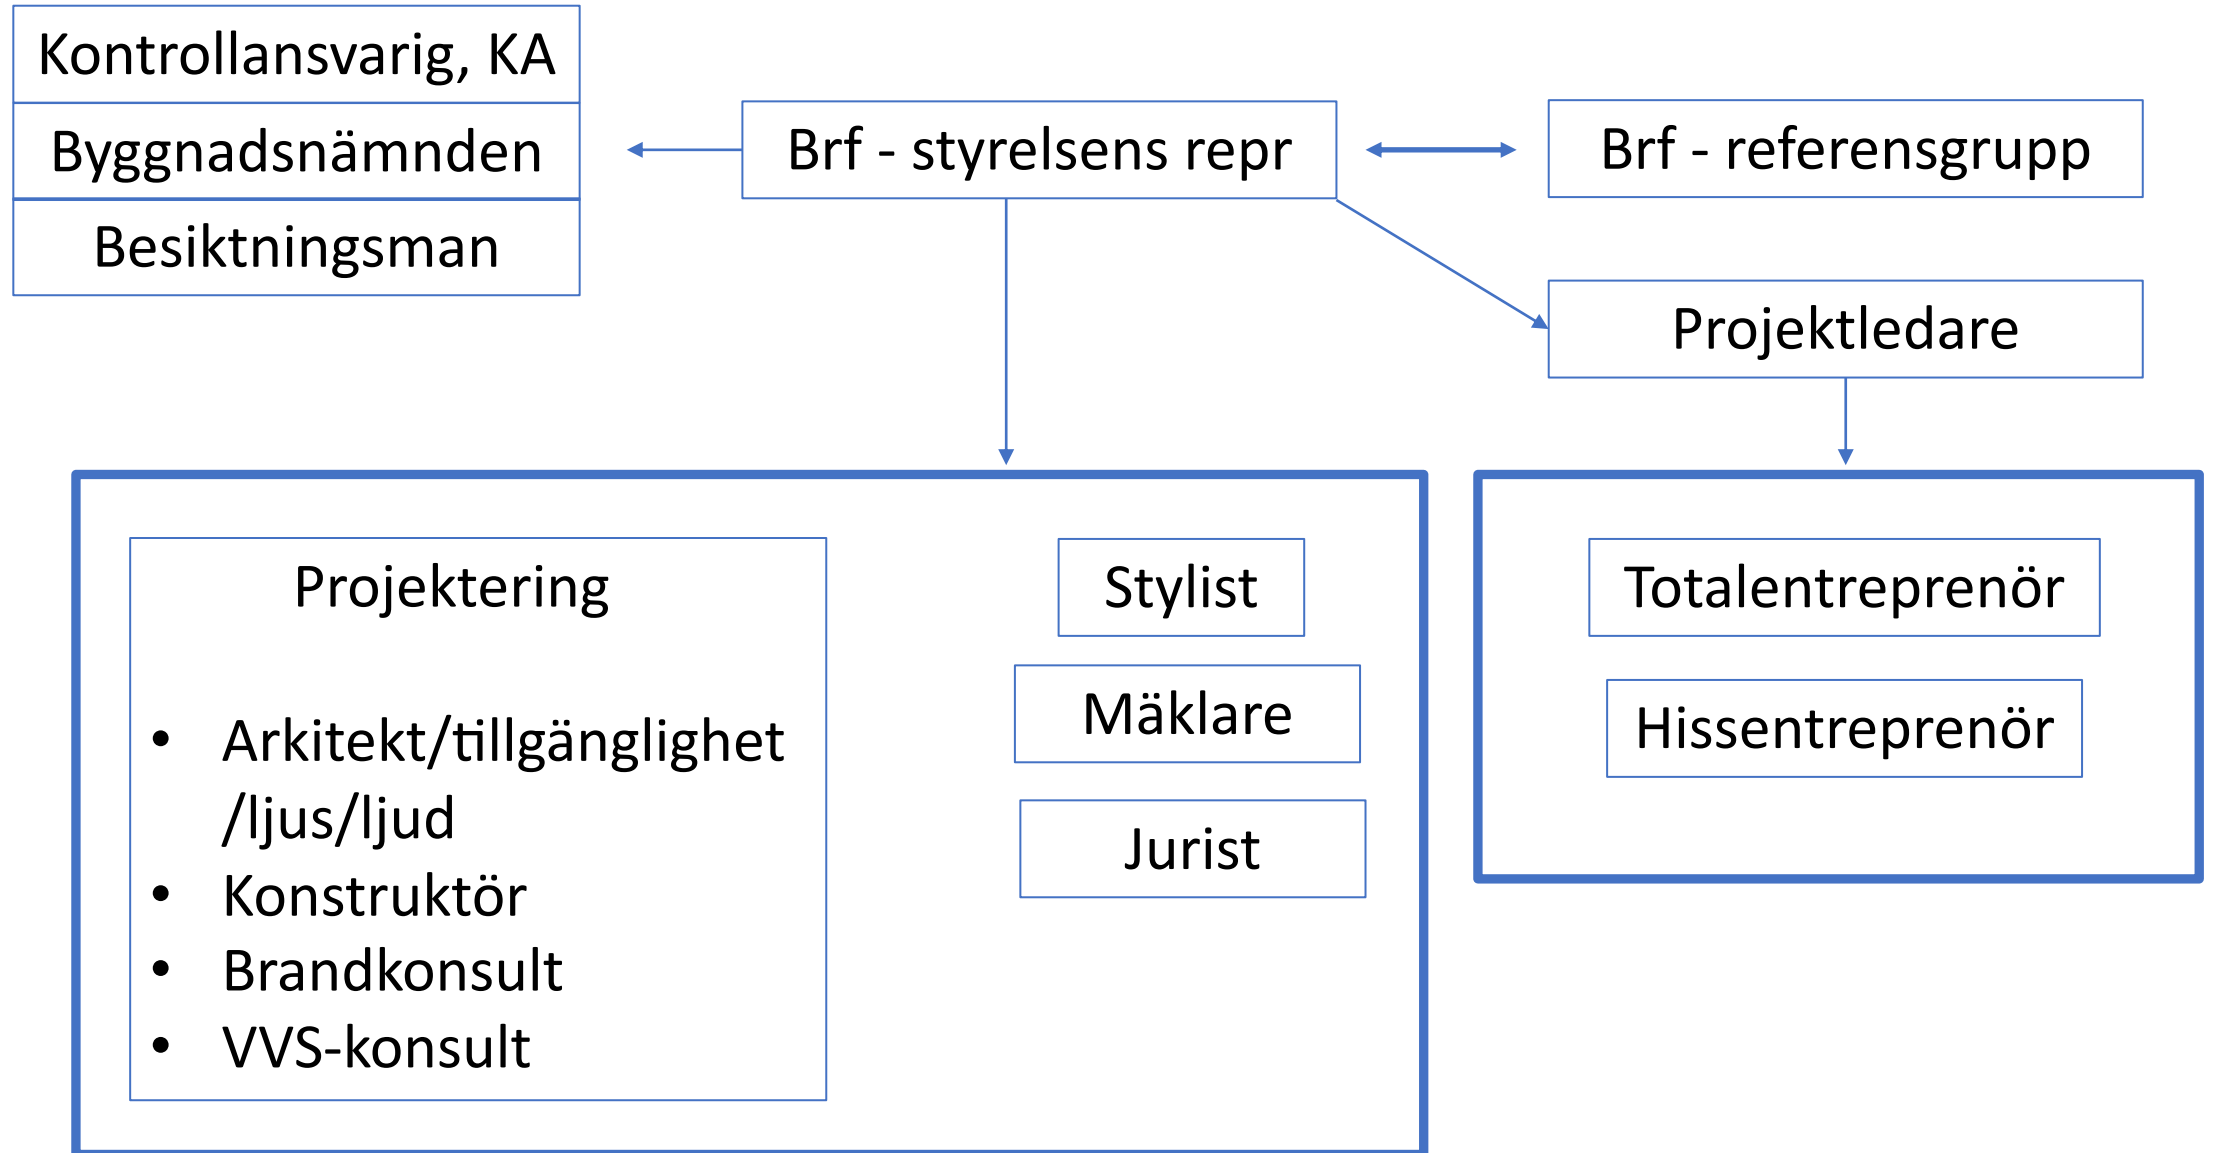 Kontrollansvarig, KA
Byggnadsnämnden
Besiktningsman
Brf - styrelsens repr
Brf - referensgrupp
Projektledare
Projektering
• Arkitekt/tillgänglighet
/ljus/ljud
• Konstruktör
• Brandkonsult
• VVS-konsult
Stylist
Mäklare
Jurist
Totalentreprenör
Hissentreprenör